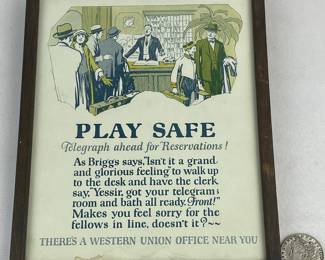 PLAY SAFE
Telegraph ahead for Reservations!
As Briggs says, "Isn't it a grand
and glorious feeling" to walk up
to the desk and have the clerk
say, "Yessir, got your telegram;
room and bath all ready. Front!"
Makes you feel sorry for the
fellows in line, doesn't it?~~
THERE'S A WESTERN UNION OFFICE NEAR YOU